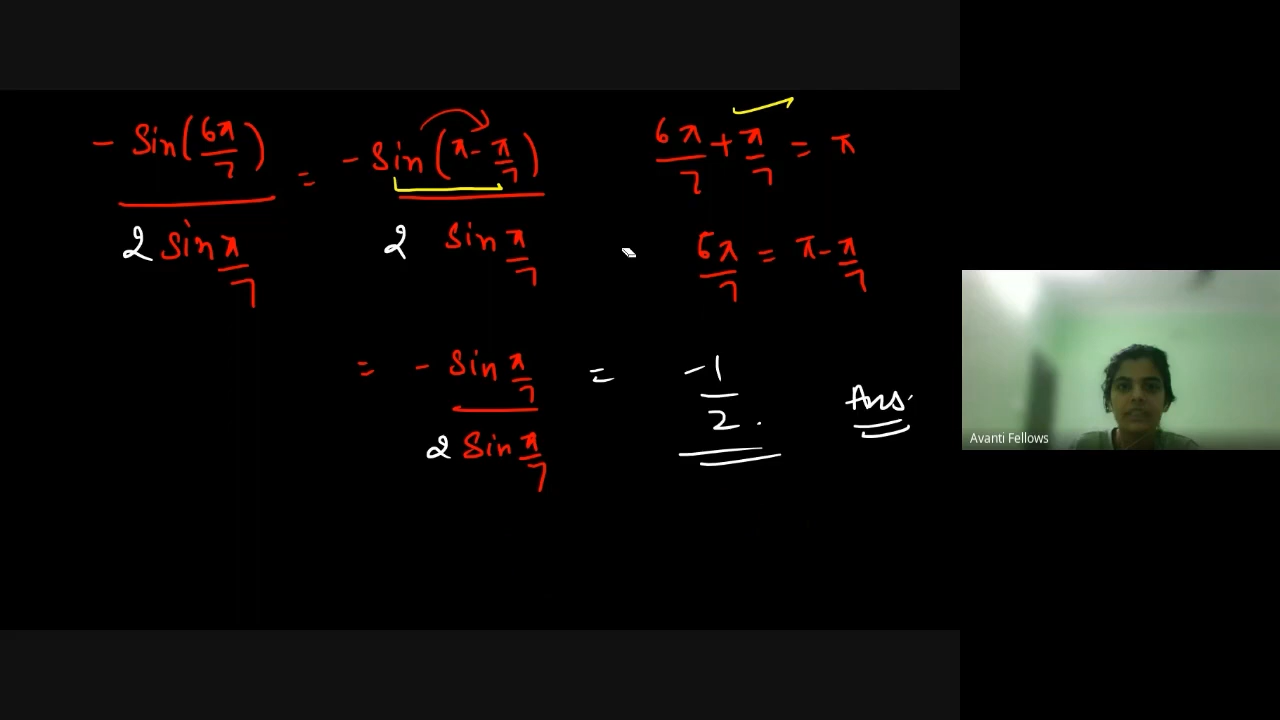 - Sin(6π/7) / 2 Sin π/7 = - Sin(π - π/7) / 2 Sin π/7
6π/7 + π/7 = π
6π/7 = π - π/7
= - Sin π/7 / 2 Sin π/7 = -1/2. Ans.
Avanti Fellows